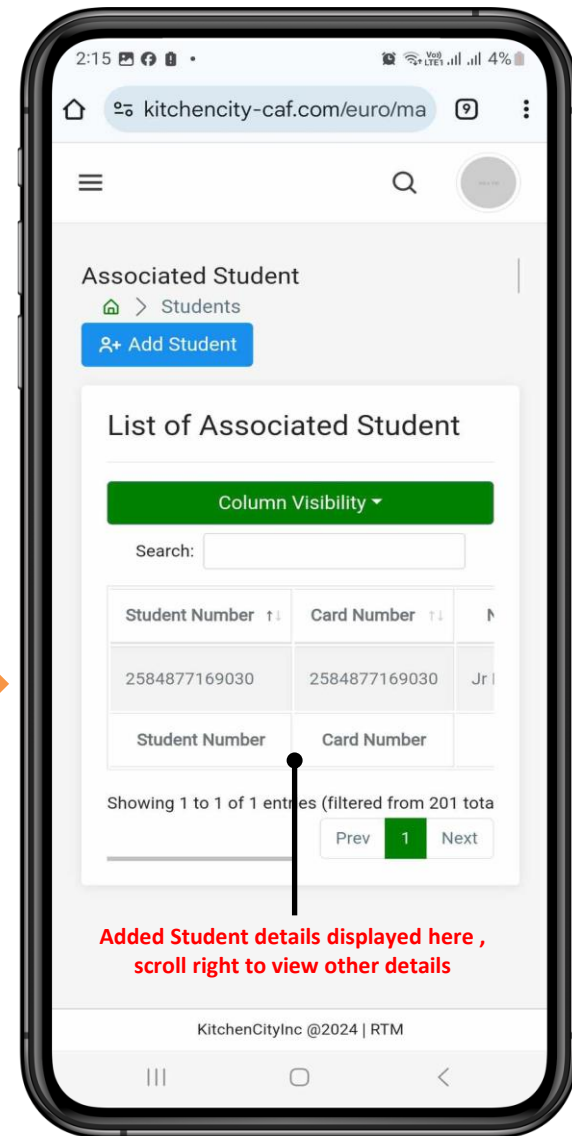 2:15 4%
kitchencity-caf.com/euro/ma 9
Associated Student
> Students
Add Student
List of Associated Student
Column Visibility
Search:
Student Number Card Number
2584877169030 2584877169030 Jr
Student Number Card Number
Showing 1 to 1 of 1 entries (filtered from 201 tota
Prev 1 Next
Added Student details displayed here ,
scroll right to view other details
KitchenCityInc @2024 | RTM